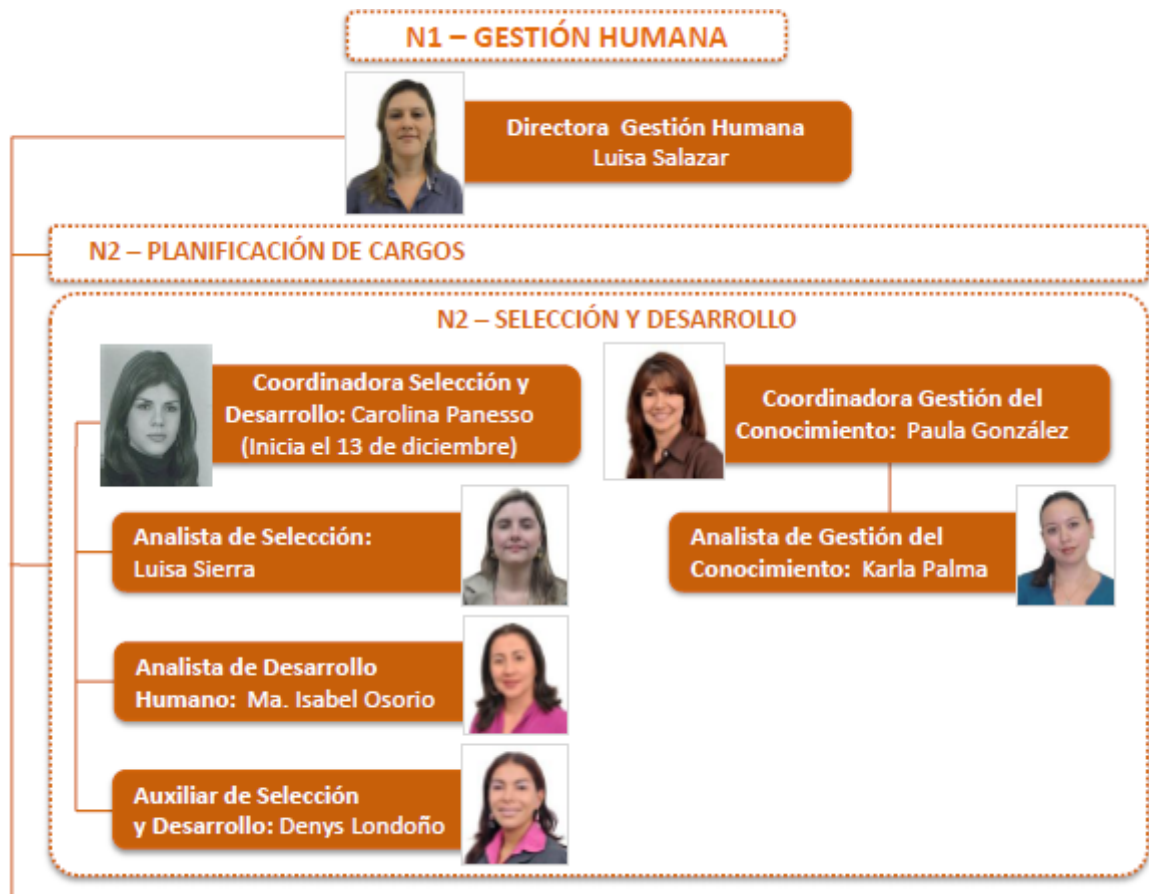 N1 – GESTIÓN HUMANA
Directora Gestión Humana
Luisa Salazar
N2 – PLANIFICACIÓN DE CARGOS
N2 – SELECCIÓN Y DESARROLLO
Coordinadora Selección y
Desarrollo: Carolina Panesso
(Inicia el 13 de diciembre)
Coordinadora Gestión del
Conocimiento: Paula González
Analista de Selección:
Luisa Sierra
Analista de Gestión del
Conocimiento: Karla Palma
Analista de Desarrollo
Humano: Ma. Isabel Osorio
Auxiliar de Selección
y Desarrollo: Denys Londoño